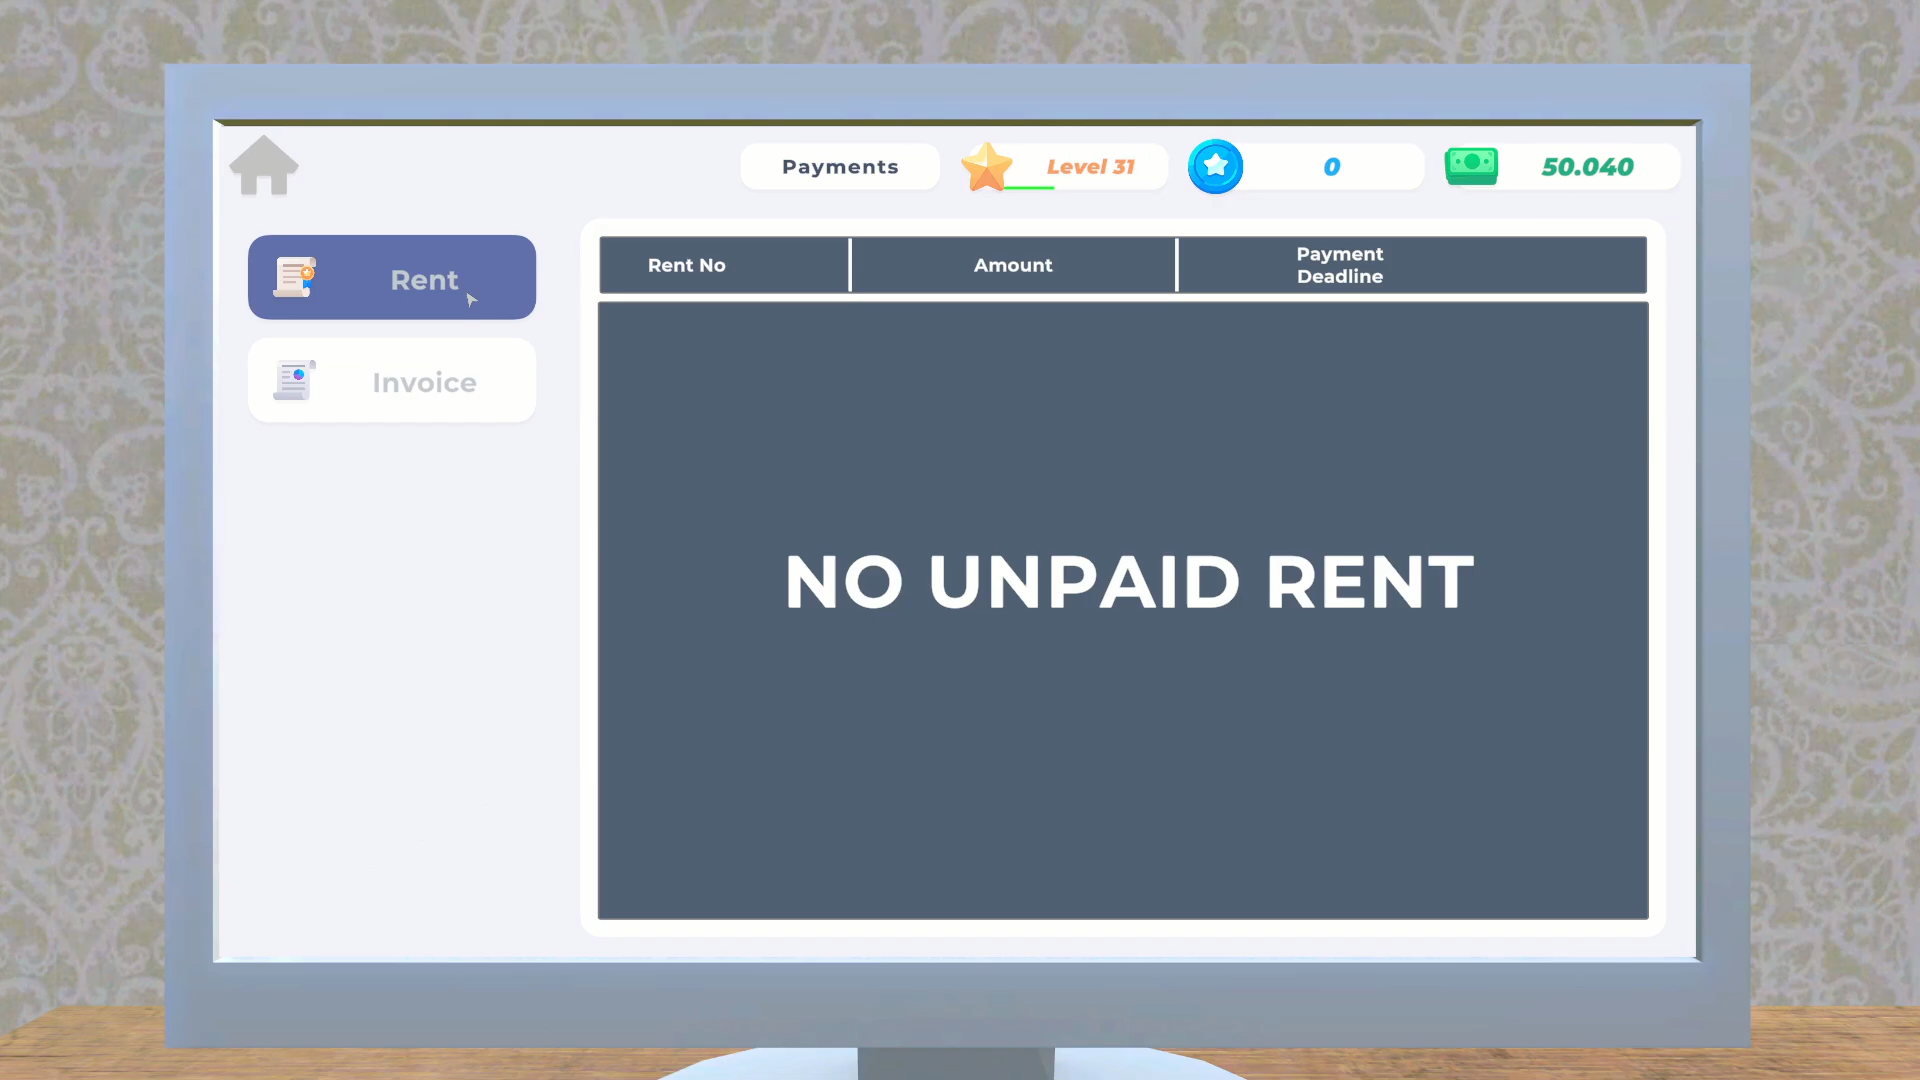 Payments
Level 31
0
50.040
Rent
Invoice
Rent No
Amount
Payment
Deadline
NO UNPAID RENT